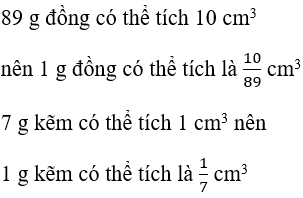 89 g đồng có thể tích 10 cm³
nên 1 g đồng có thể tích là 10/89 cm³
7 g kẽm có thể tích 1 cm³ nên
1 g kẽm có thể tích là 1/7 cm³